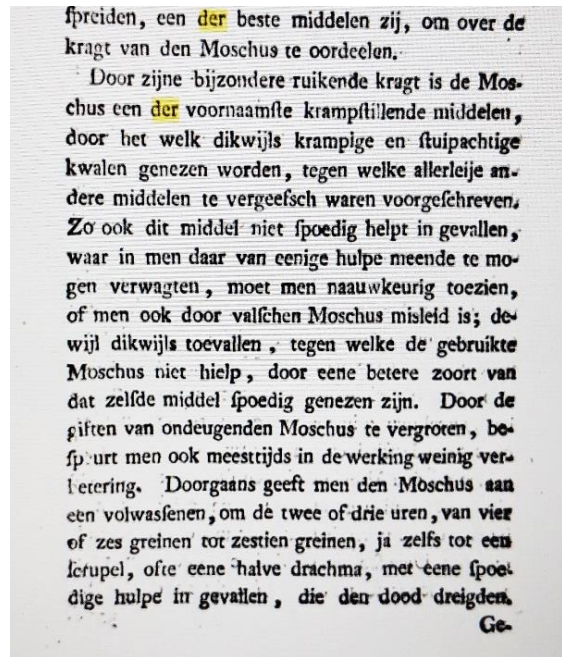 ſpreiden, een der beste middelen zij, om over de
kragt van den Moschus te oordeelen.
Door zijne bijzondere ruikende kragt is de Mos-
chus een der voornaamſte krampſtillende middelen,
door het welk dikwijls krampige en ſtuipachtige
kwalen genezen worden, tegen welke allerleije an-
dere middelen te vergeefsch waren voorgeſchreven.
Zo ook dit middel niet ſpoedig helpt in gevallen,
waar in men daar van eenige hulpe meende te mo-
gen verwagten, moet men naauwkeurig toezien,
of men ook door valſchen Moschus misleid is; de-
wijl dikwijls toevallen, tegen welke de gebruikte
Moschus niet hielp, door eene betere zoort van
dat zelfde middel ſpoedig genezen zijn. Door de
giften van ondeugenden Moschus te vergroten, be-
ſpeurt men ook meesttijds in de werking weinig ver-
betering. Doorgaans geeft men den Moschus aan
een volwasſenen, om de twee of drie uren, van vier
of zes greinen tot zestien greinen, ja zelfs tot een
ſcrupel, ofte eene halve drachma, met eene ſpoe-
dige hulpe in gevallen, die den dood dreigden.
Ge-